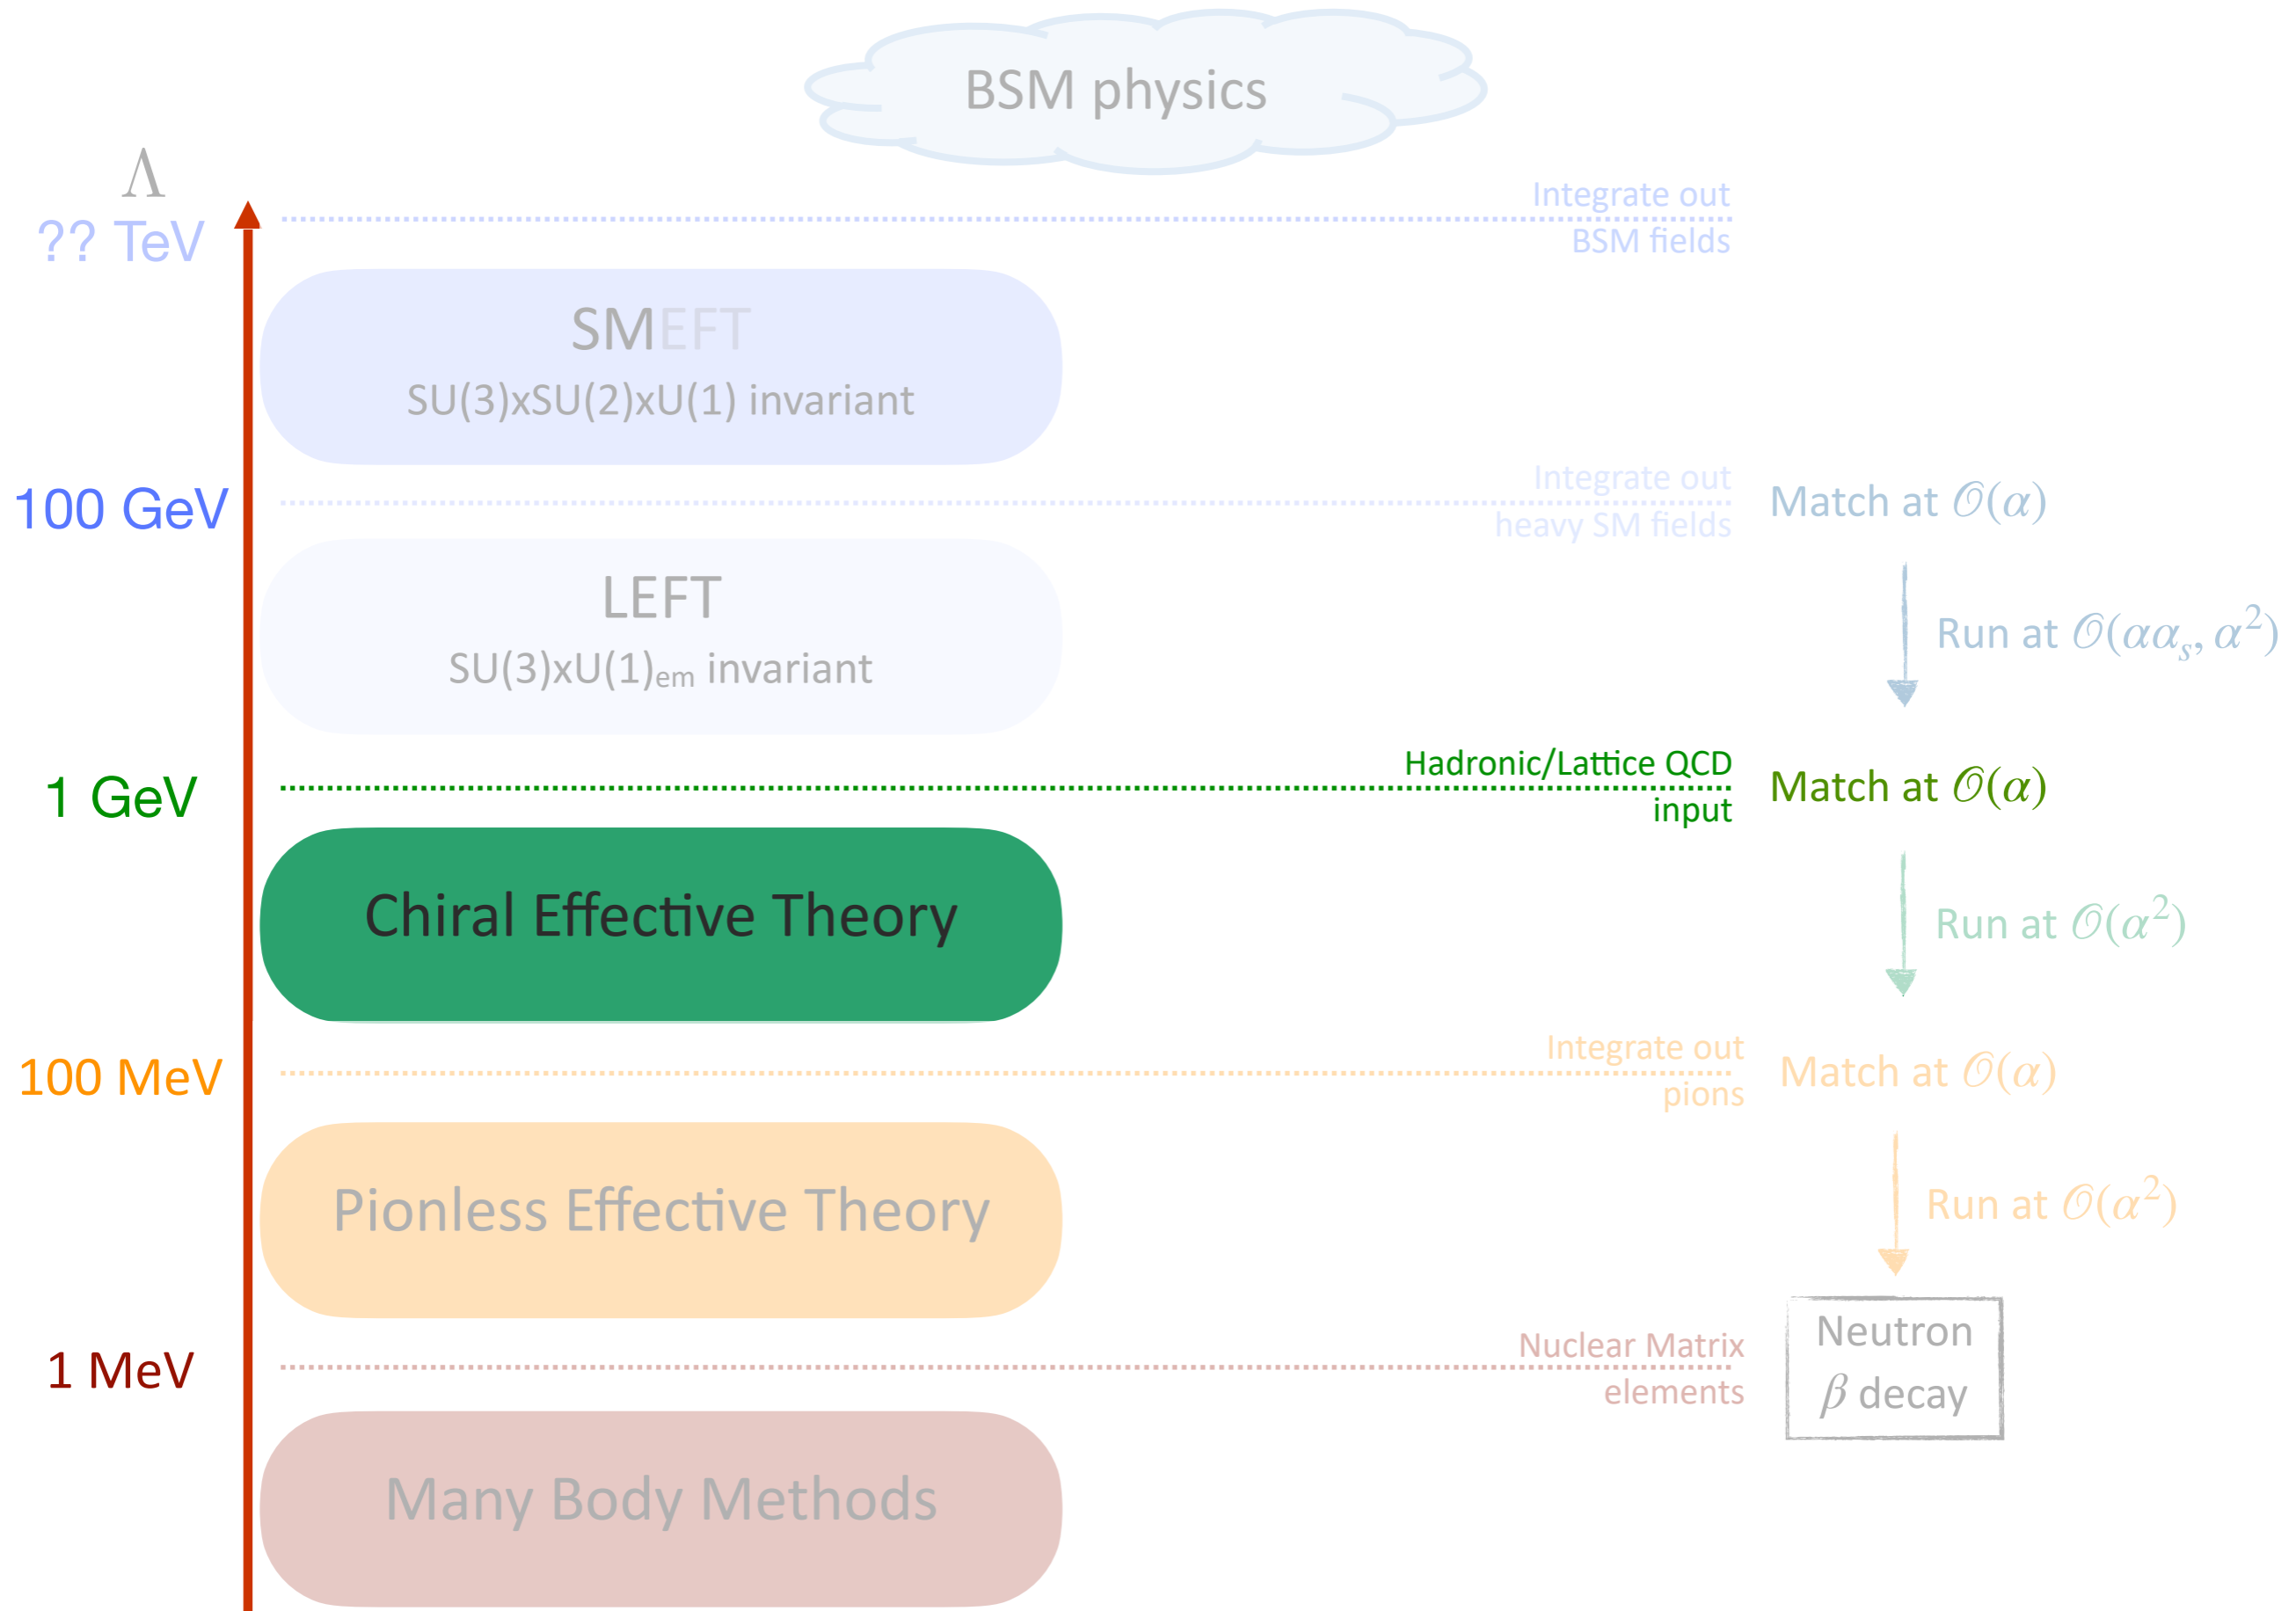 BSM physics
Λ
?? TeV
Integrate out
BSM fields
SMEFT
SU(3)xSU(2)xU(1) invariant
100 GeV
Integrate out
heavy SM fields
Match at 𝒪(α)
LEFT
SU(3)xU(1)em invariant
Run at 𝒪(αα_s, α²)
1 GeV
Hadronic/Lattice QCD
input
Match at 𝒪(α)
Chiral Effective Theory
Run at 𝒪(α²)
100 MeV
Integrate out
pions
Match at 𝒪(α)
Pionless Effective Theory
Run at 𝒪(α²)
1 MeV
Nuclear Matrix
elements
Neutron
β decay
Many Body Methods